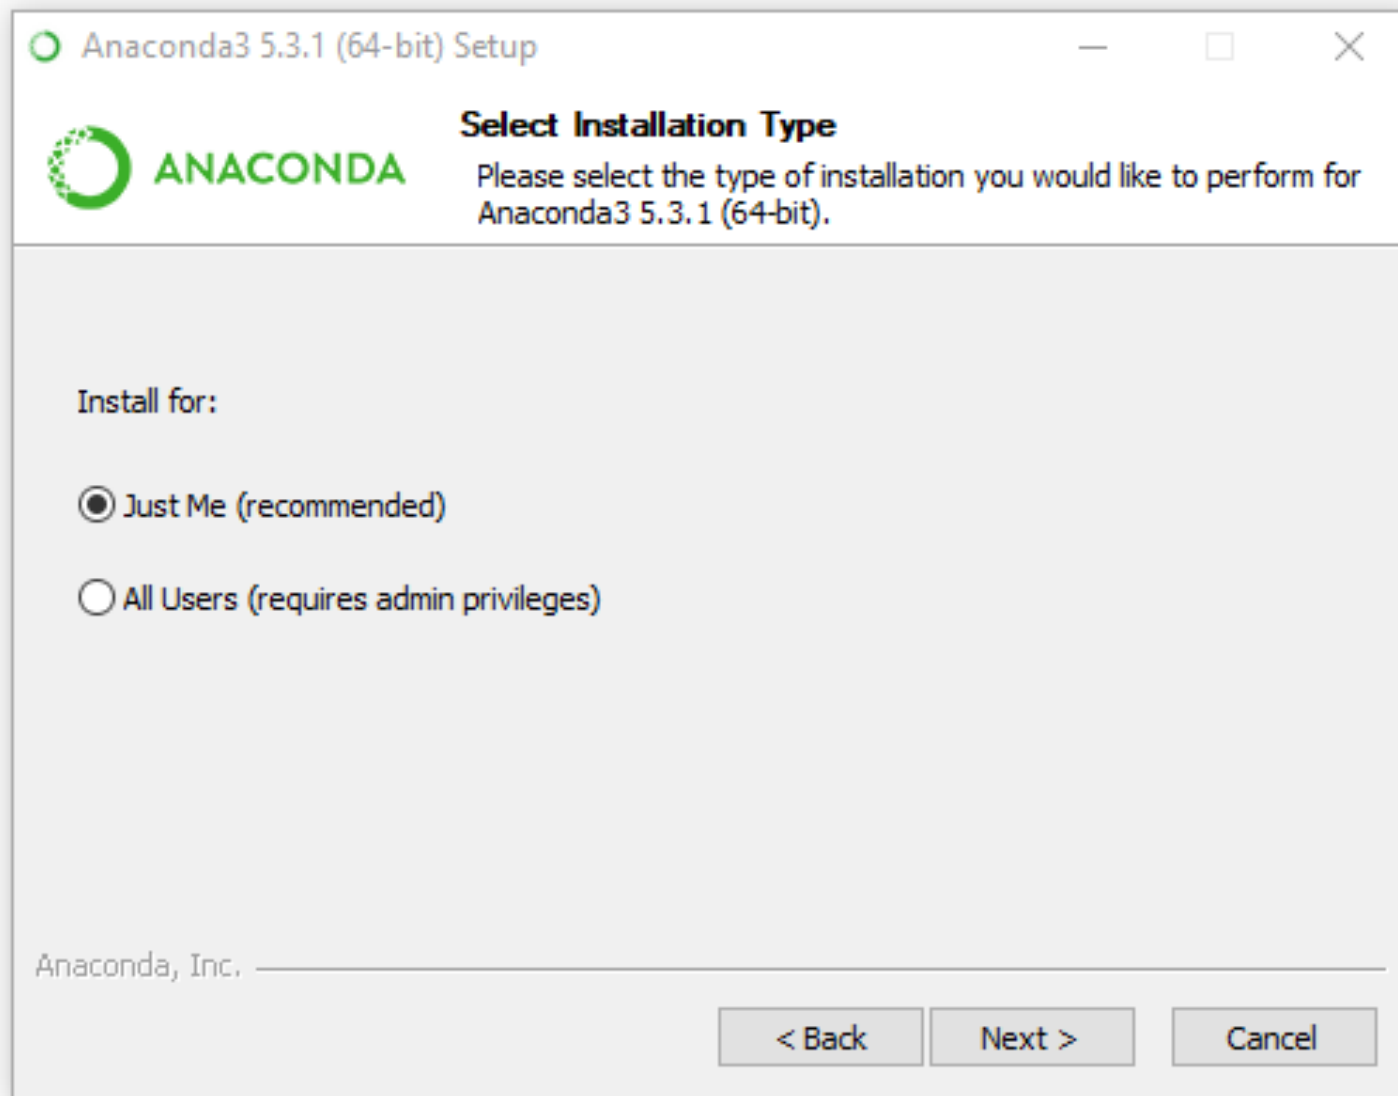 Anaconda3 5.3.1 (64-bit) Setup
ANACONDA
Select Installation Type
Please select the type of installation you would like to perform for
Anaconda3 5.3.1 (64-bit).
Install for:
Just Me (recommended)
All Users (requires admin privileges)
Anaconda, Inc.
< Back
Next >
Cancel